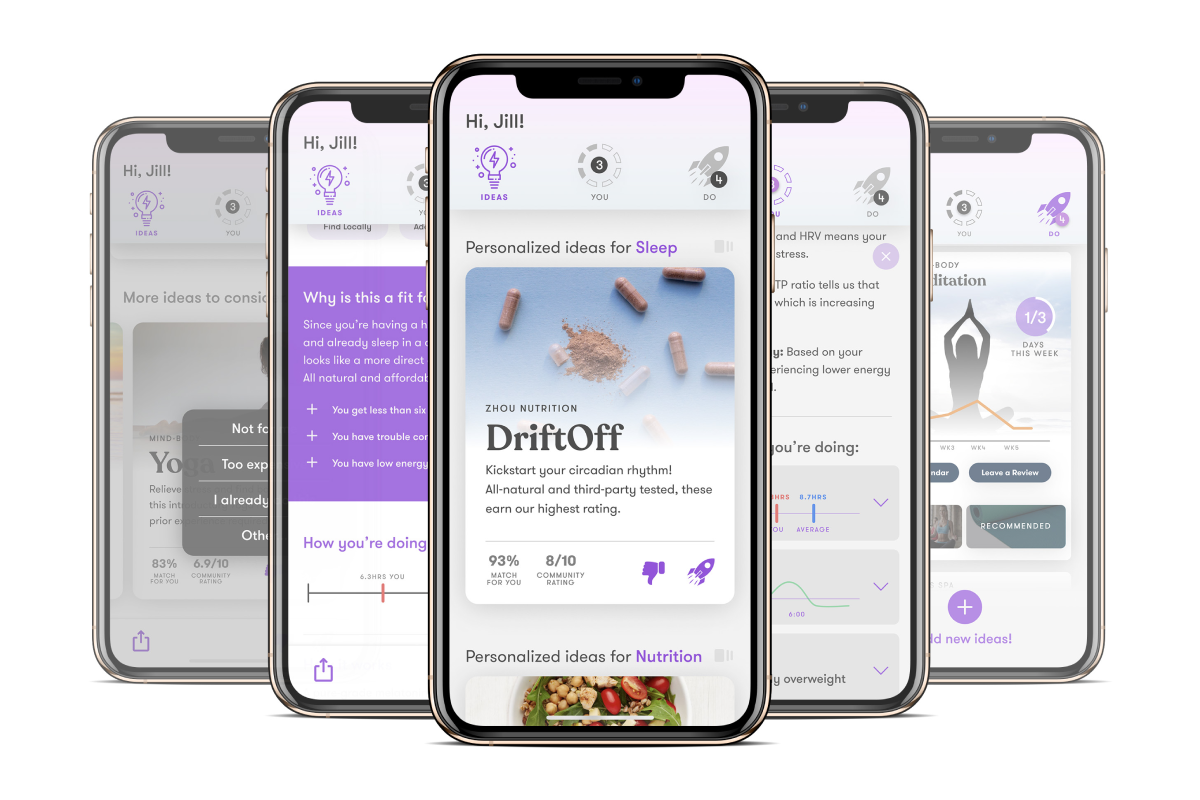 Hi, Jill!
IDEAS
3
YOU
More ideas to consid
MIND-B
Yoga
Relieve
this int
prior e
83%
MATCH
FOR YOU
6.9/10
COMMUNITY
RATING
Not fo
Too exp
I already
Othe
Hi, Jill!
IDEAS
3
YO
Find Locally
Ad
Why is this a fit fo
Since you're having a h
and already sleep in a c
looks like a more direct
All natural and affordab
You get less than six
You have trouble con
You have low energy
How you're doing
6.3HRS YOU
Hi, Jill!
IDEAS
3
YOU
4
DO
Personalized ideas for Sleep
ZHOU NUTRITION
DriftOff
Kickstart your circadian rhythm!
All-natural and third-party tested, these
earn our highest rating.
93%
MATCH
FOR YOU
8/10
COMMUNITY
RATING
Personalized ideas for Nutrition
OU
4
DO
and HRV means your
stress.
TP ratio tells us that
which is increasing
y: Based on your
eriencing lower energy
l.
you're doing:
HRS
8.7HRS
OU
AVERAGE
6:00
y overweight
3
YOU
4
DO
-BODY
ditation
1/3
DAYS
THIS WEEK
WK3
WK4
WK5
ndar
Leave a Review
RECOMMENDED
dd new ideas!